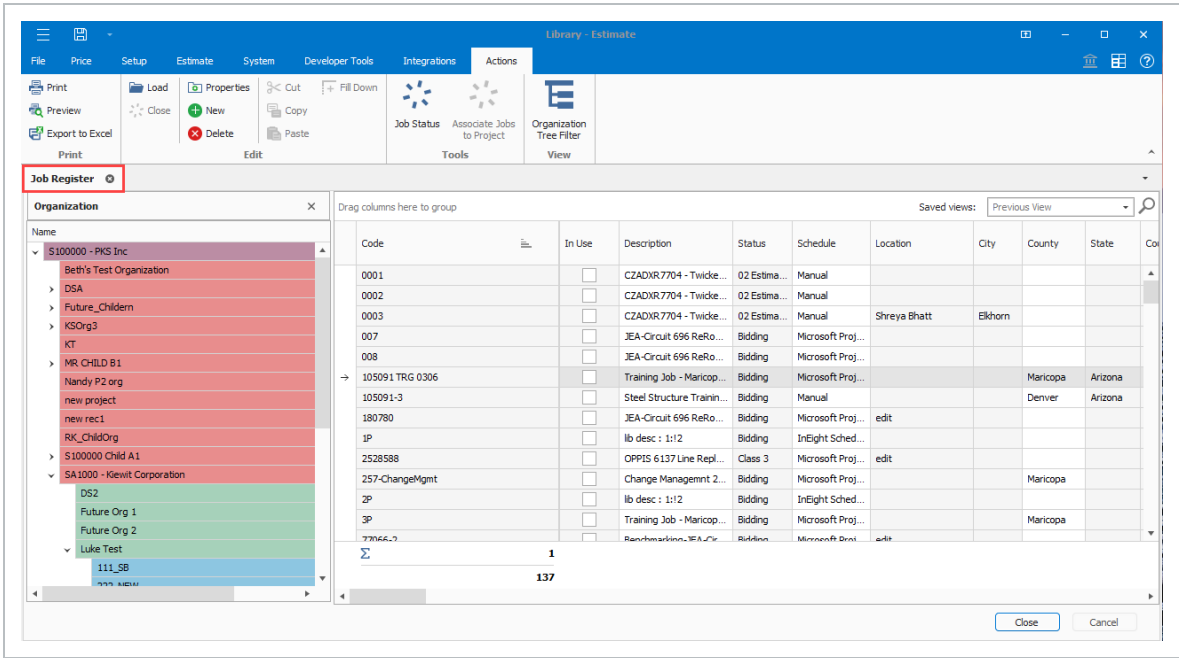 Library - Estimate
File Price Setup Estimate System Developer Tools Integrations Actions
Print Load Properties Cut Fill Down
Preview Close New Copy
Export to Excel Delete Paste
Job Status Associate Jobs to Project Organization Tree Filter
Print Edit Tools View
Job Register
Organization
Drag columns here to group Saved views: Previous View
Name
Code In Use Description Status Schedule Location City County State
S100000 - PKS Inc
Beth's Test Organization
DSA
Future_Childern
KSOrg3
KT
MR CHILD B1
Nandy P2 org
new project
new rec1
RK_ChildOrg
S100000 Child A1
SA1000 - Kiewit Corporation
DS2
Future Org 1
Future Org 2
Luke Test
111_SB
222_NEW
0001 CZADXR7704 - Twicke... 02 Estima... Manual
0002 CZADXR7704 - Twicke... 02 Estima... Manual
0003 CZADXR7704 - Twicke... 02 Estima... Manual Shreya Bhatt Elkhorn
007 JEA-Circuit 696 ReRo... Bidding Microsoft Proj...
008 JEA-Circuit 696 ReRo... Bidding Microsoft Proj...
105091 TRG 0306 Training Job - Maricop... Bidding Microsoft Proj... Maricopa Arizona
105091-3 Steel Structure Trainin... Bidding Manual Denver Arizona
180780 JEA-Circuit 696 ReRo... Bidding Microsoft Proj... edit
1P lib desc : 1:!2 Bidding InEight Sched...
2528588 OPPIS 6137 Line Repl... Class 3 Microsoft Proj... edit
257-ChangeMgmt Change Managemnt 2... Bidding Microsoft Proj... Maricopa
2P lib desc : 1:!2 Bidding InEight Sched...
3P Training Job - Maricop... Bidding Microsoft Proj... Maricopa
77066-2 Benchmarking-JEA-Cir... Bidding Microsoft Proj... edit
Σ 1
137
Close Cancel